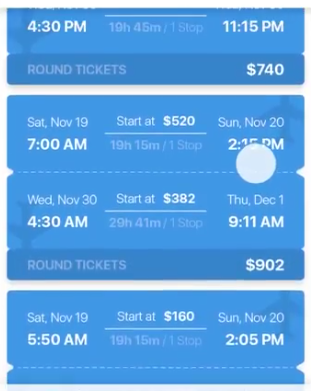 4:30 PM 19h 45m / 1 Stop 11:15 PM
ROUND TICKETS $740
Sat, Nov 19 Start at $520 Sun, Nov 20
7:00 AM 19h 15m / 1 Stop 2:15 PM
Wed, Nov 30 Start at $382 Thu, Dec 1
4:30 AM 29h 41m / 1 Stop 9:11 AM
ROUND TICKETS $902
Sat, Nov 19 Start at $160 Sun, Nov 20
5:50 AM 19h 15m / 1 Stop 2:05 PM